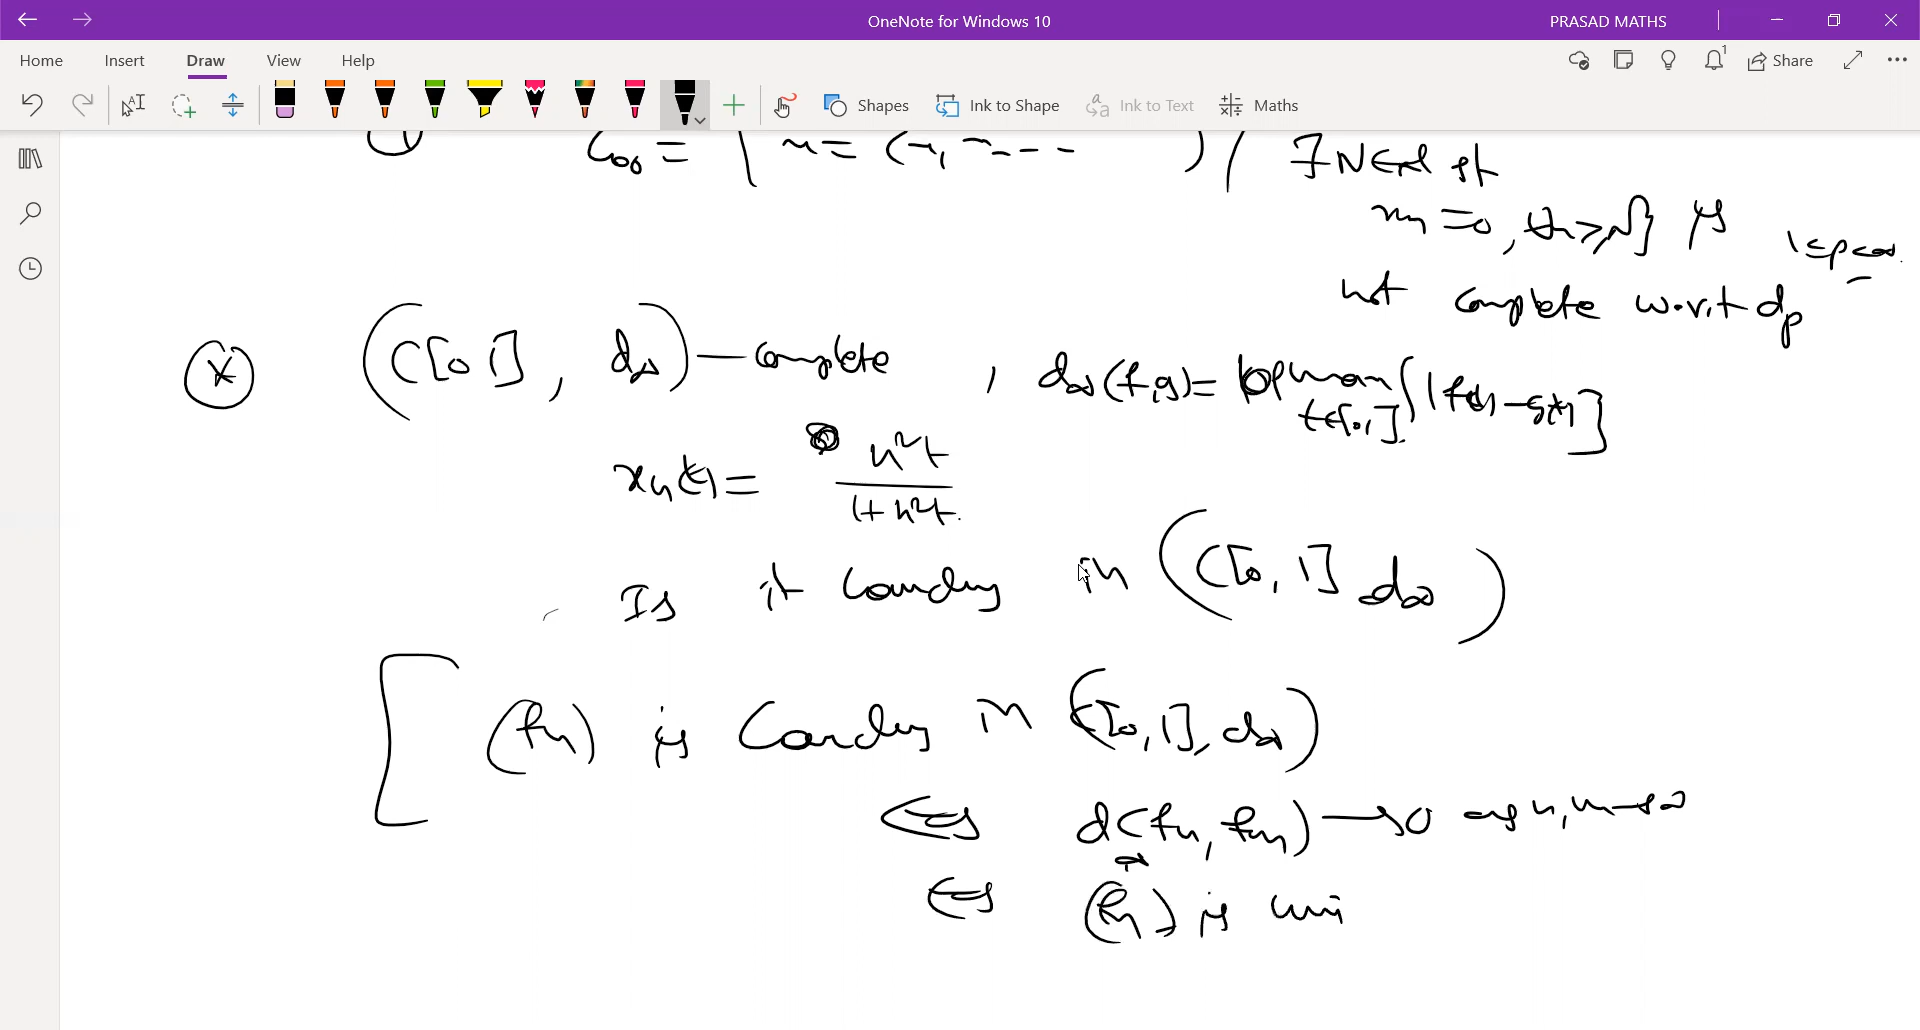 OneNote for Windows 10
PRASAD MATHS
Home Insert Draw View Help
1 Share
Shapes Ink to Shape Ink to Text Maths
C₀₀ = { x = (x₁ ~ - - - ) / ∃ N ∈ ℕ st
xₙ = 0, ∀n ≥ N} is
1 ≤ p < ∞.
not complete w.r.t dₚ
(C[0 1], d∞) — complete , d∞(f,g) = max t∈[0,1] [|f(t) - g(t)|]
xₙ(t) = n²t / 1 + n²t.
Is it Cauchy in (C[0, 1] d∞)
(fₙ) is Cauchy in (C[0,1], d∞)
⇔ d∞(fₙ, fₘ) → 0 as n, m → ∞
⇔ (fₙ) is uni